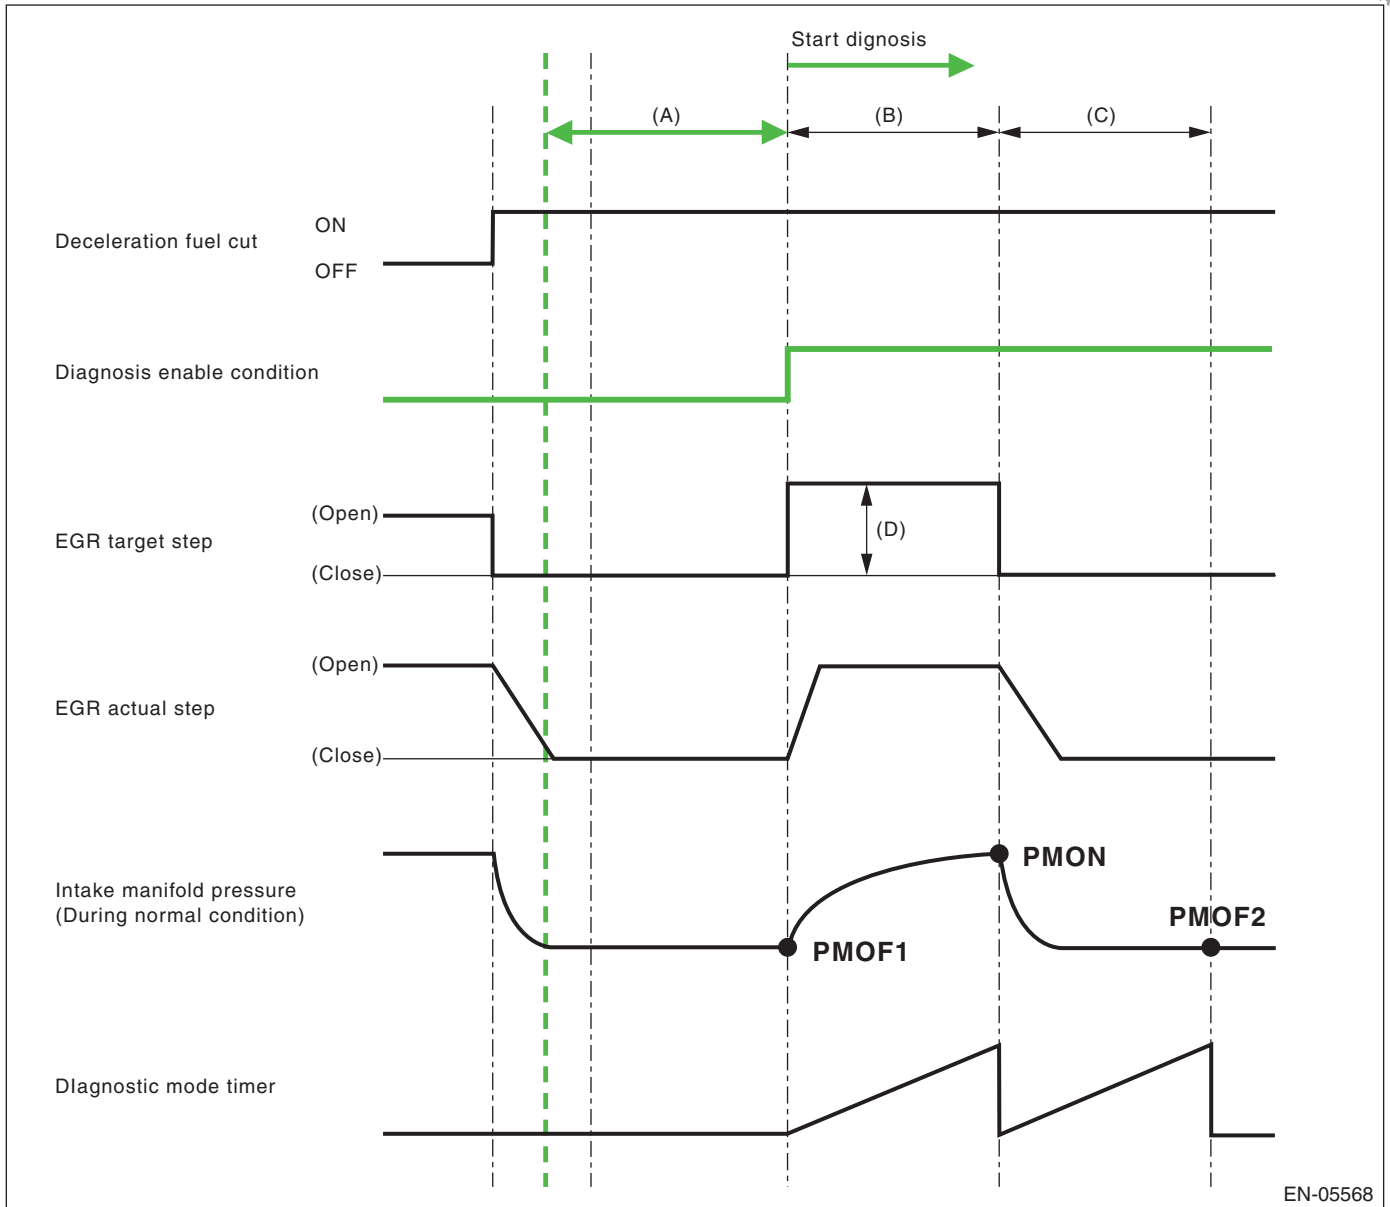 Start dignosis
(A)
(B)
(C)
Deceleration fuel cut
ON
OFF
Diagnosis enable condition
EGR target step
(Open)
(Close)
(D)
EGR actual step
(Open)
(Close)
Intake manifold pressure
(During normal condition)
PMOF1
PMON
PMOF2
DIagnostic mode timer
EN-05568